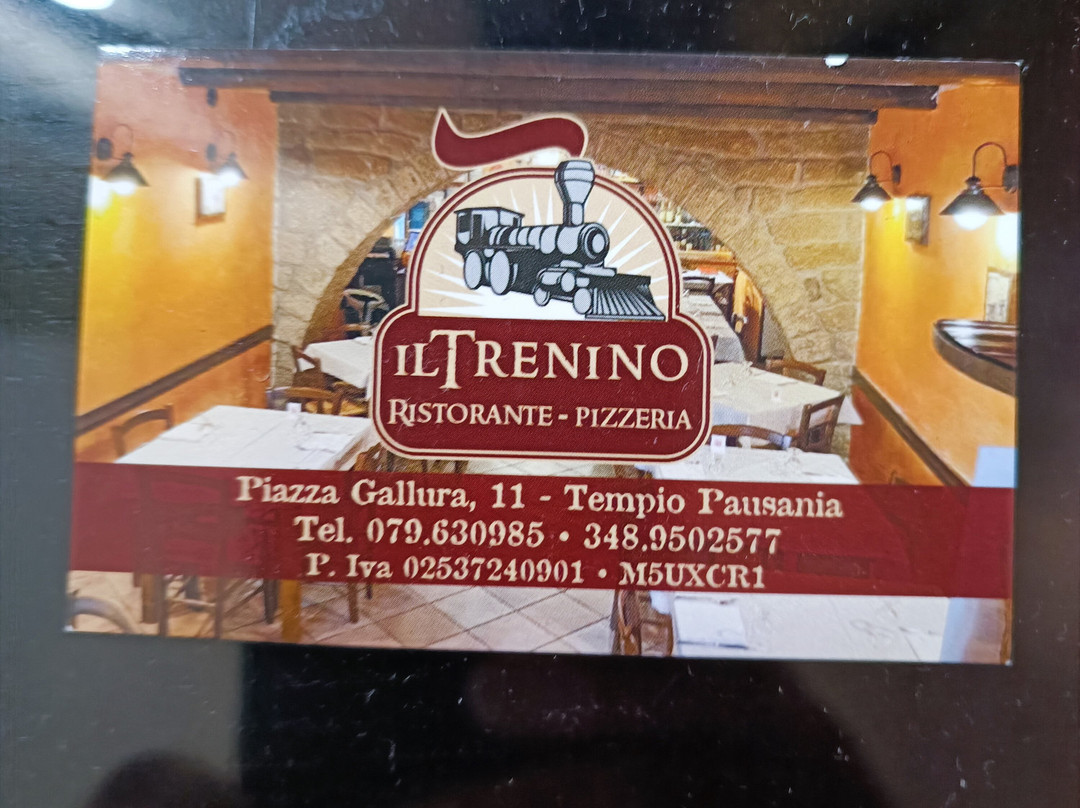 IL TRENINO
RISTORANTE - PIZZERIA
Piazza Gallura, 11 - Tempio Pausania
Tel. 079.630985 • 348.9502577
P. Iva 02537240901 • M5UXCR1